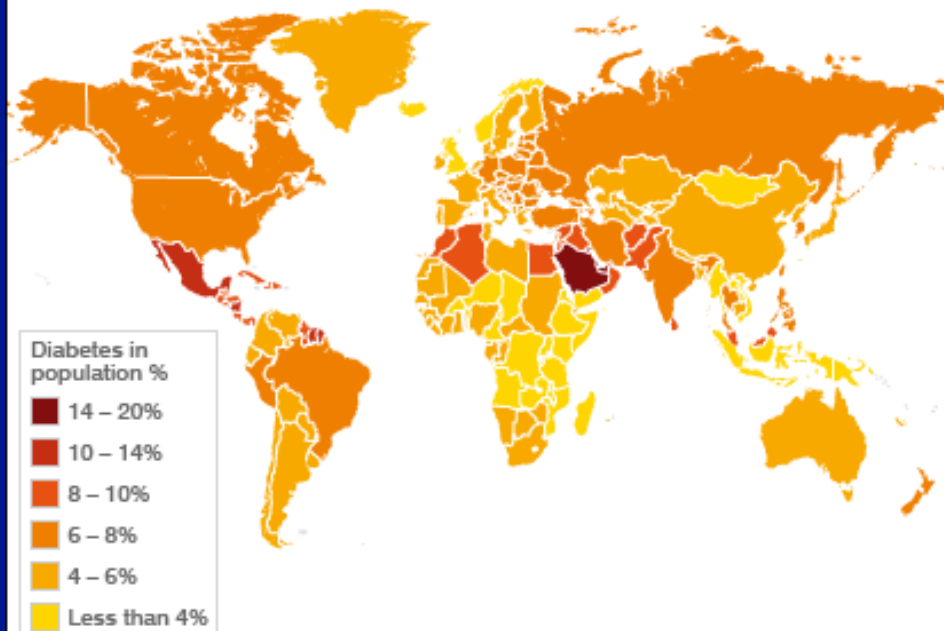 Diabetes in
population %
14 – 20%
10 – 14%
8 – 10%
6 – 8%
4 – 6%
Less than 4%